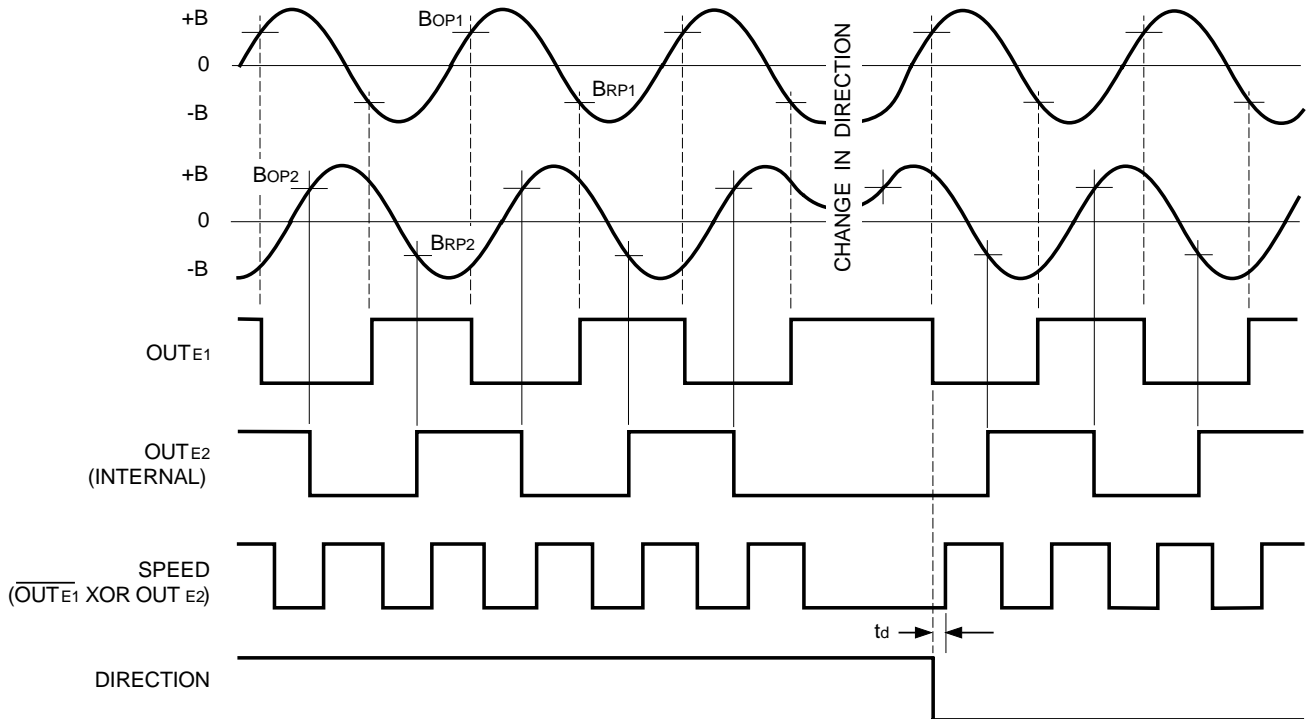 +B
BOP1
0
BRP1
-B
CHANGE IN DIRECTION
+B
BOP2
0
BRP2
-B
OUTE1
OUTE2
(INTERNAL)
SPEED
(OUTE1 XOR OUT E2)
td
DIRECTION